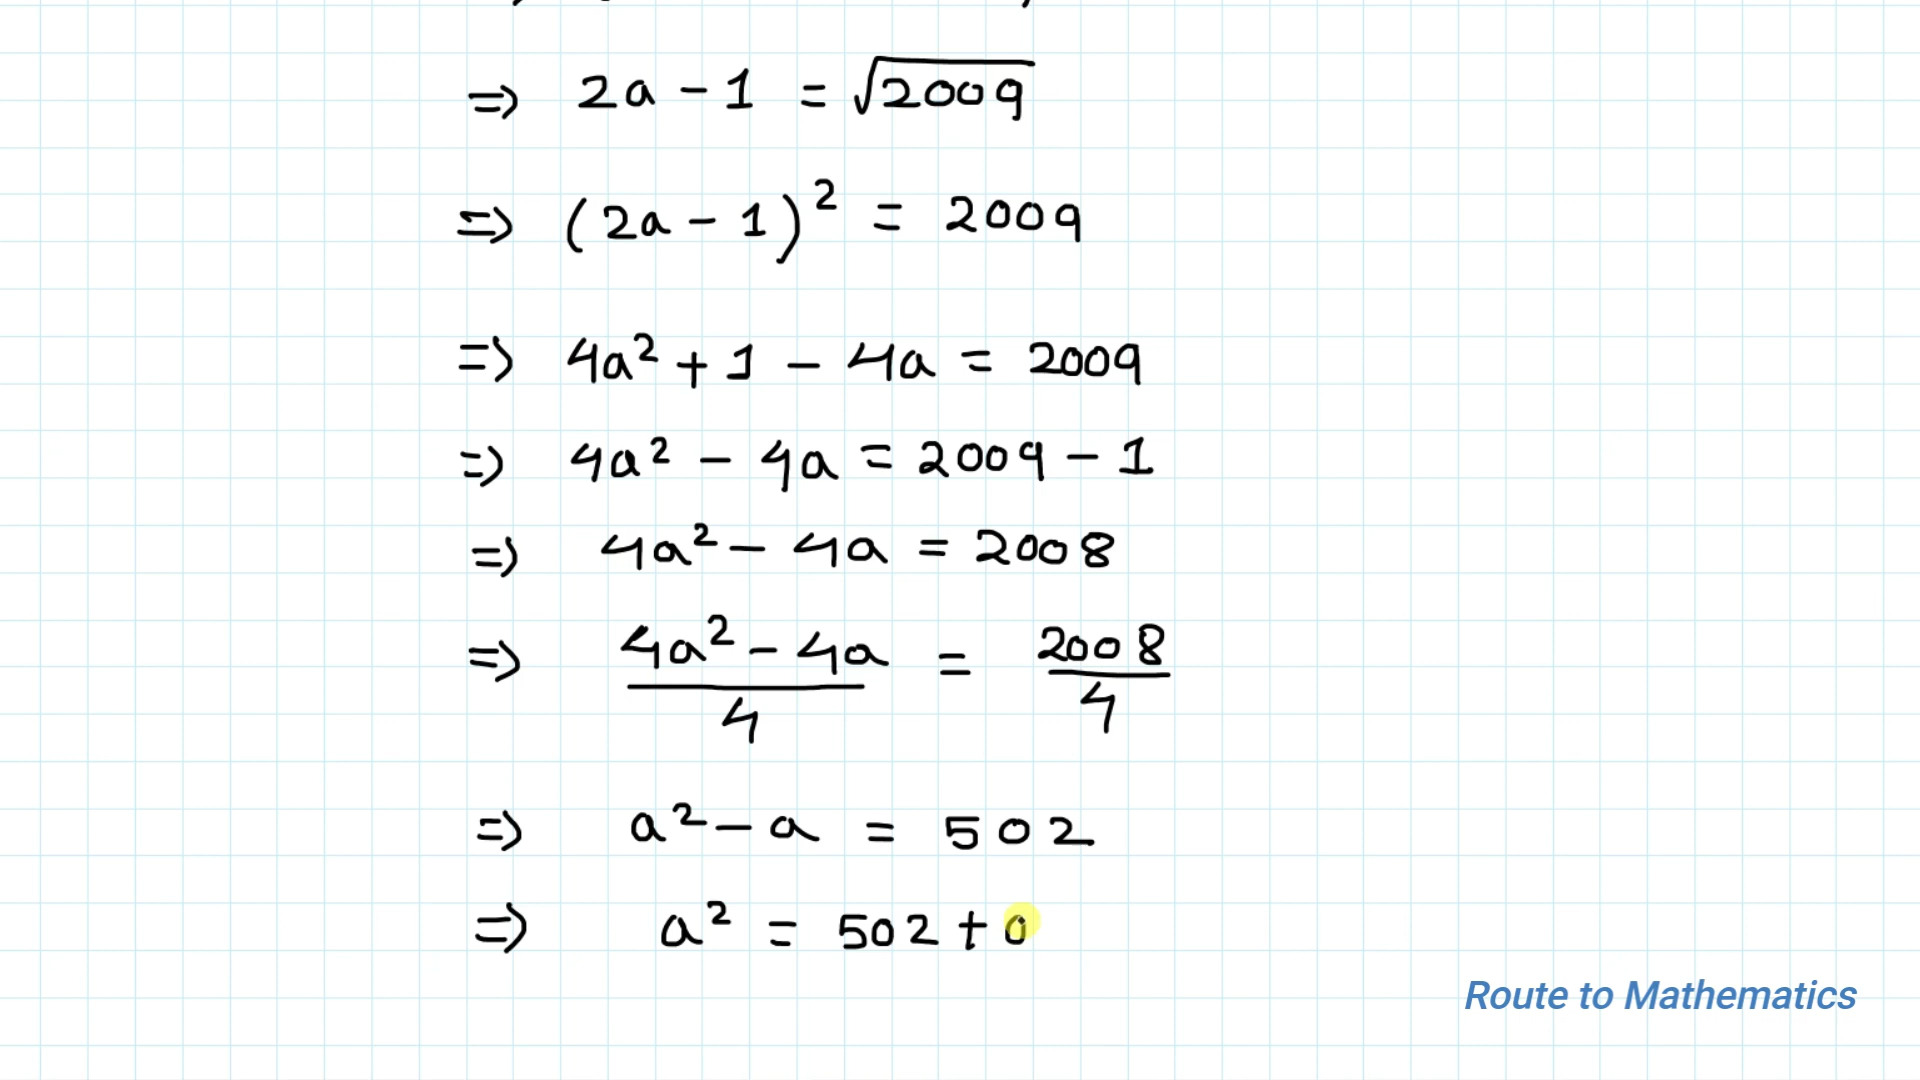 => 2a - 1 = √2009
=> (2a - 1)² = 2009
=> 4a² + 1 - 4a = 2009
=> 4a² - 4a = 2009 - 1
=> 4a² - 4a = 2008
=> (4a² - 4a)/4 = 2008/4
=> a² - a = 502
=> a² = 502 +
Route to Mathematics